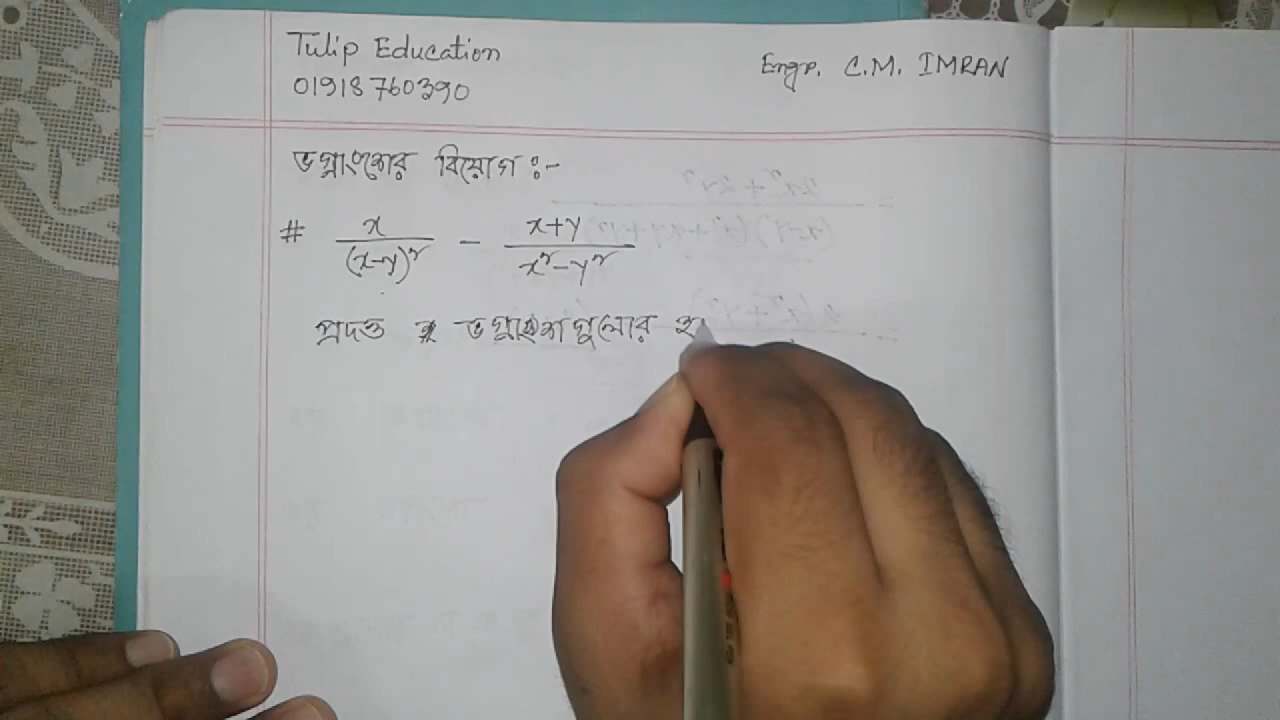 Tulip Education
Engr. C.M. IMRAN
01918760390
ভগ্নাংশের বিয়োগ :-
# x/(x-y)² - (x+y)/(x²-y²)
প্রদত্ত ভগ্নাংশগুলোর